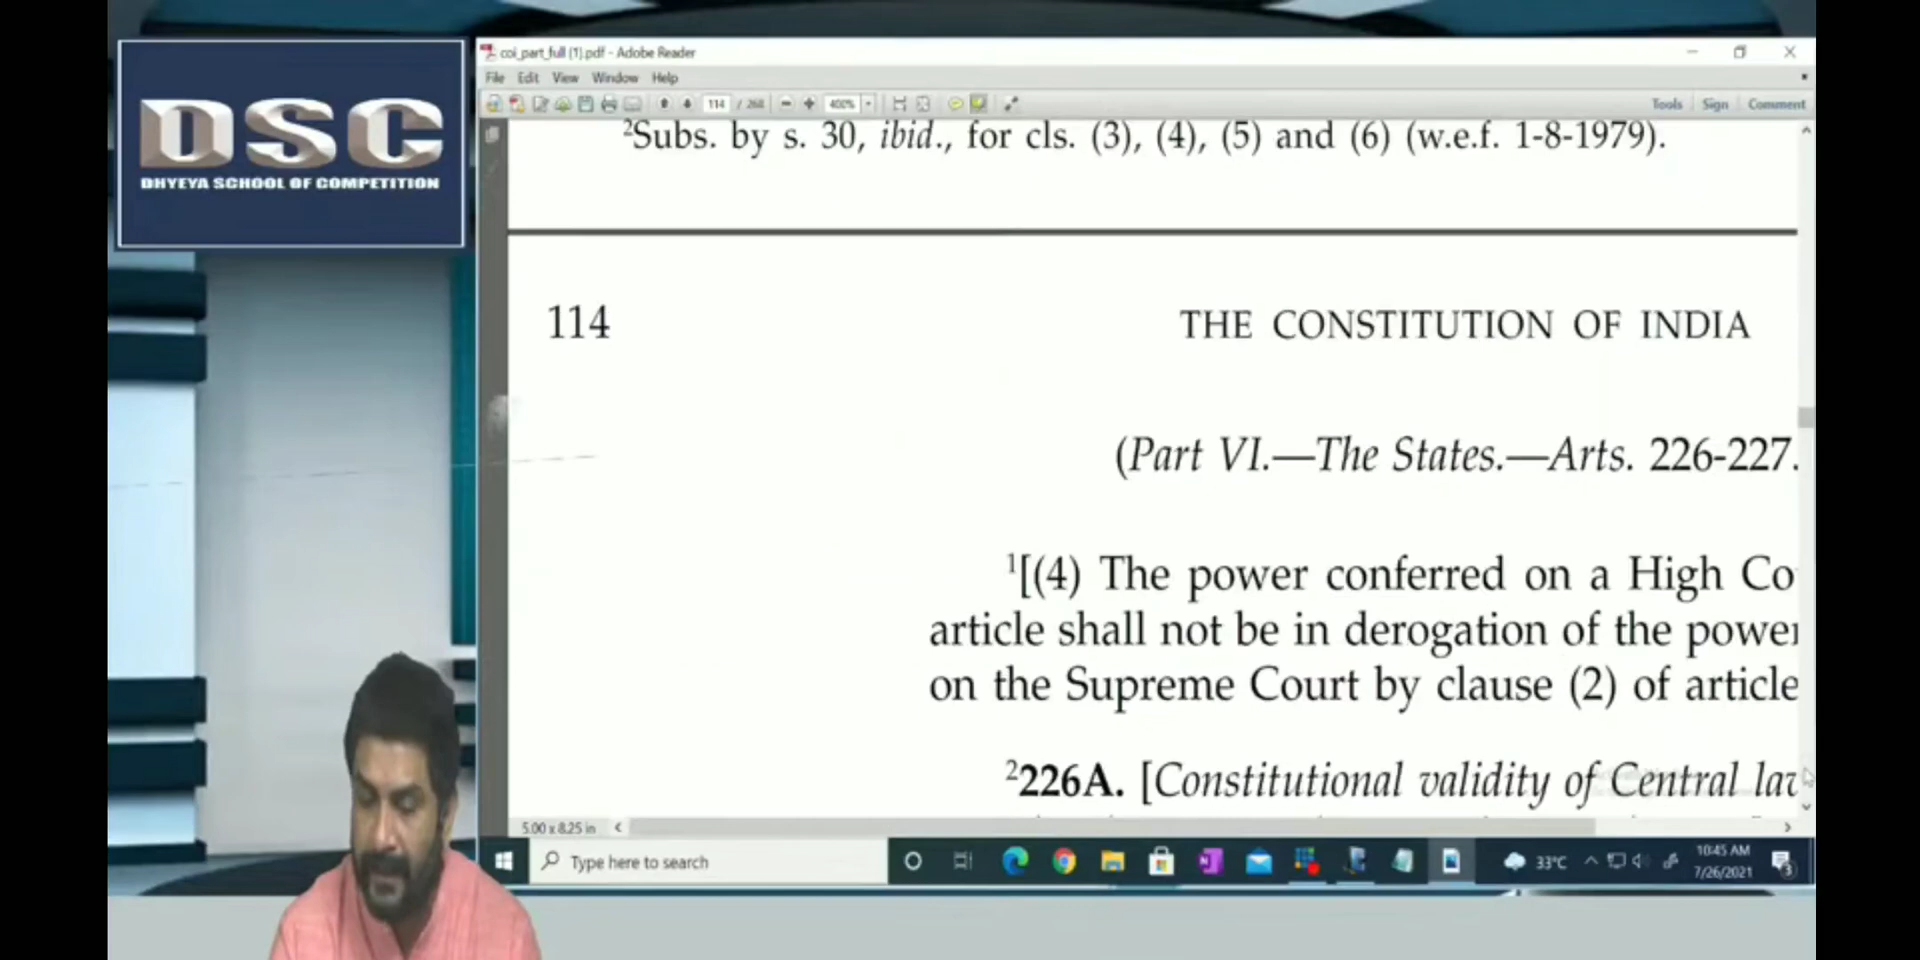 DSC
DHYEYA SCHOOL OF COMPETITION
coi_part_full (1).pdf - Adobe Reader
File Edit View Window Help
114 / 268 400% Tools Sign Comment
²Subs. by s. 30, ibid., for cls. (3), (4), (5) and (6) (w.e.f. 1-8-1979).
114 THE CONSTITUTION OF INDIA
(Part VI.—The States.—Arts. 226-227.
¹[(4) The power conferred on a High Co
article shall not be in derogation of the power
on the Supreme Court by clause (2) of article
²226A. [Constitutional validity of Central law
5.00 x 8.25 in
Type here to search
33°C
10:45 AM
7/26/2021
3